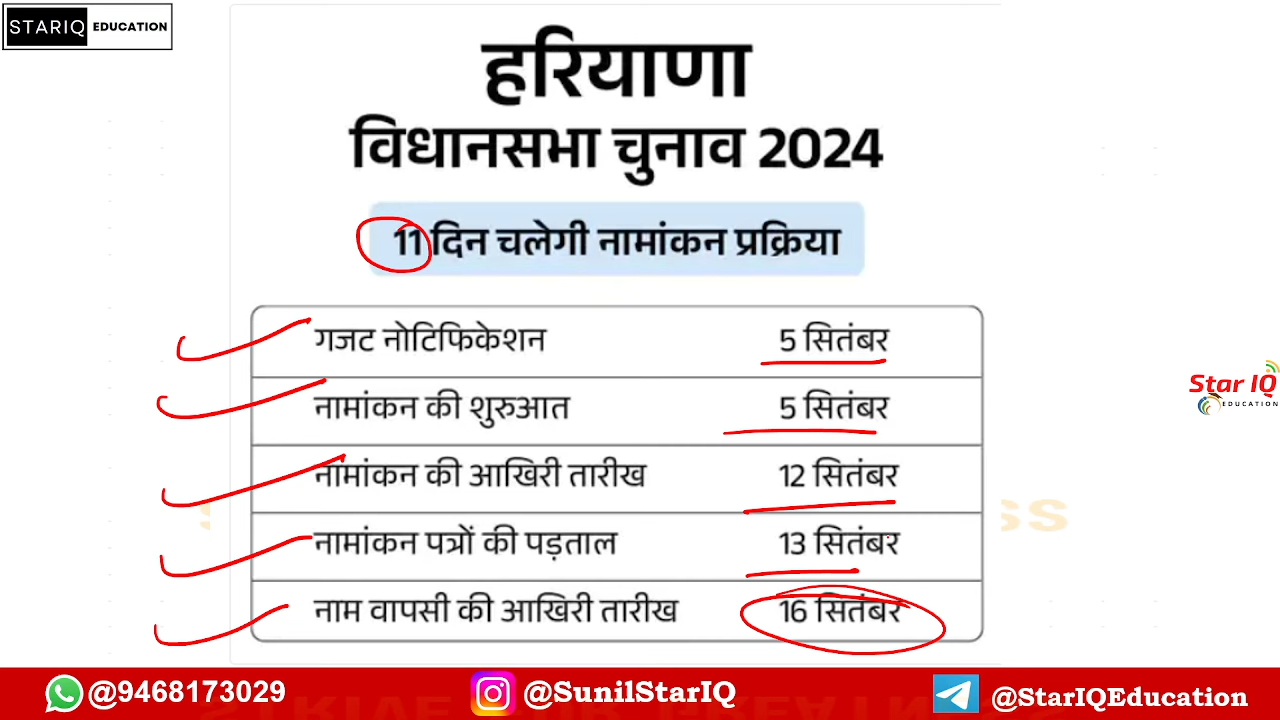 STARIQ EDUCATION
हरियाणा
विधानसभा चुनाव 2024
11 दिन चलेगी नामांकन प्रक्रिया
गजट नोटिफिकेशन 5 सितंबर
नामांकन की शुरुआत 5 सितंबर
नामांकन की आखिरी तारीख 12 सितंबर
नामांकन पत्रों की पड़ताल 13 सितंबर
नाम वापसी की आखिरी तारीख 16 सितंबर
Star IQ
EDUCATION
@9468173029 @SunilStarIQ @StarIQEducation